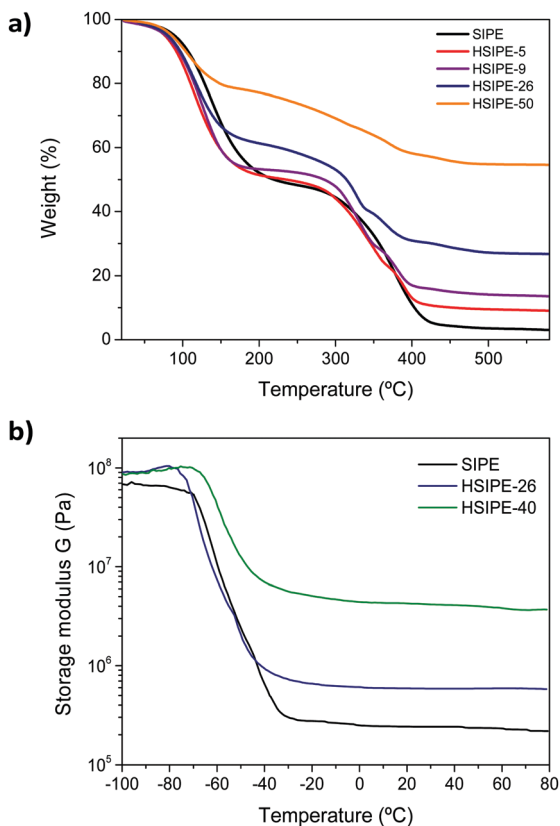 a)
100
80
60
40
20
0
Weight (%)
SIPE
HSIPE-5
HSIPE-9
HSIPE-26
HSIPE-50
100 200 300 400 500
Temperature (ºC)
b)
10⁸
10⁷
10⁶
10⁵
Storage modulus G (Pa)
SIPE
HSIPE-26
HSIPE-40
-100 -80 -60 -40 -20 0 20 40 60 80
Temperature (ºC)